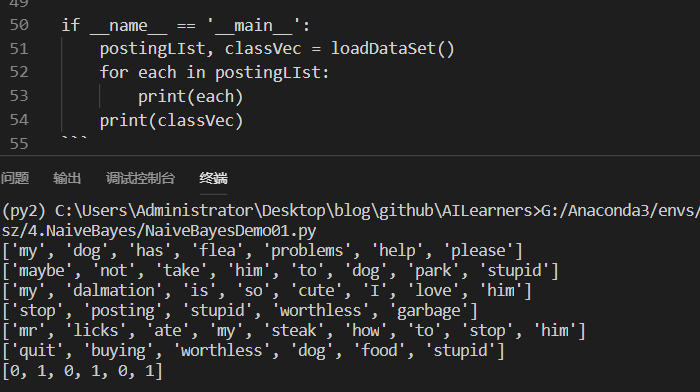 49
50 if __name__ == '__main__':
51 postingLIst, classVec = loadDataSet()
52 for each in postingLIst:
53 print(each)
54 print(classVec)
55 ```
问题 输出 调试控制台 终端
(py2) C:\Users\Administrator\Desktop\blog\github\AILearners>G:/Anaconda3/envs/
sz/4.NaiveBayes/NaiveBayesDemo01.py
['my', 'dog', 'has', 'flea', 'problems', 'help', 'please']
['maybe', 'not', 'take', 'him', 'to', 'dog', 'park', 'stupid']
['my', 'dalmation', 'is', 'so', 'cute', 'I', 'love', 'him']
['stop', 'posting', 'stupid', 'worthless', 'garbage']
['mr', 'licks', 'ate', 'my', 'steak', 'how', 'to', 'stop', 'him']
['quit', 'buying', 'worthless', 'dog', 'food', 'stupid']
[0, 1, 0, 1, 0, 1]